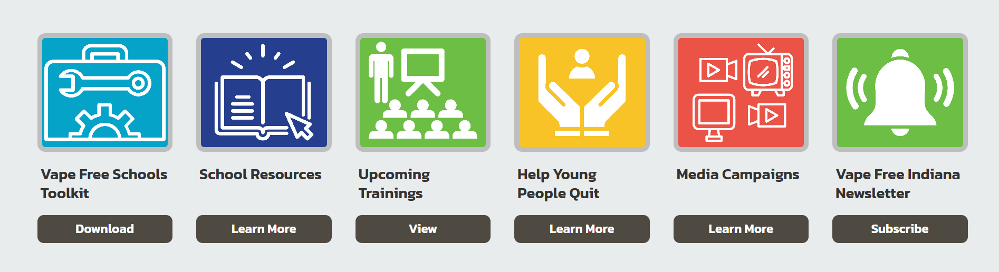 Vape Free Schools
Toolkit
Download
School Resources
Learn More
Upcoming
Trainings
View
Help Young
People Quit
Learn More
Media Campaigns
Learn More
Vape Free Indiana
Newsletter
Subscribe